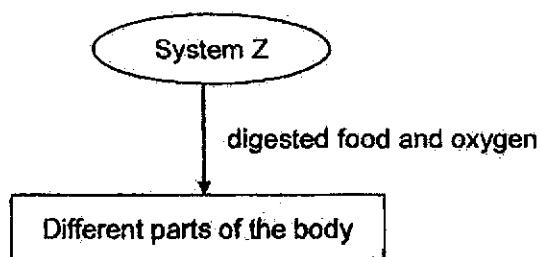 System Z
digested food and oxygen
Different parts of the body